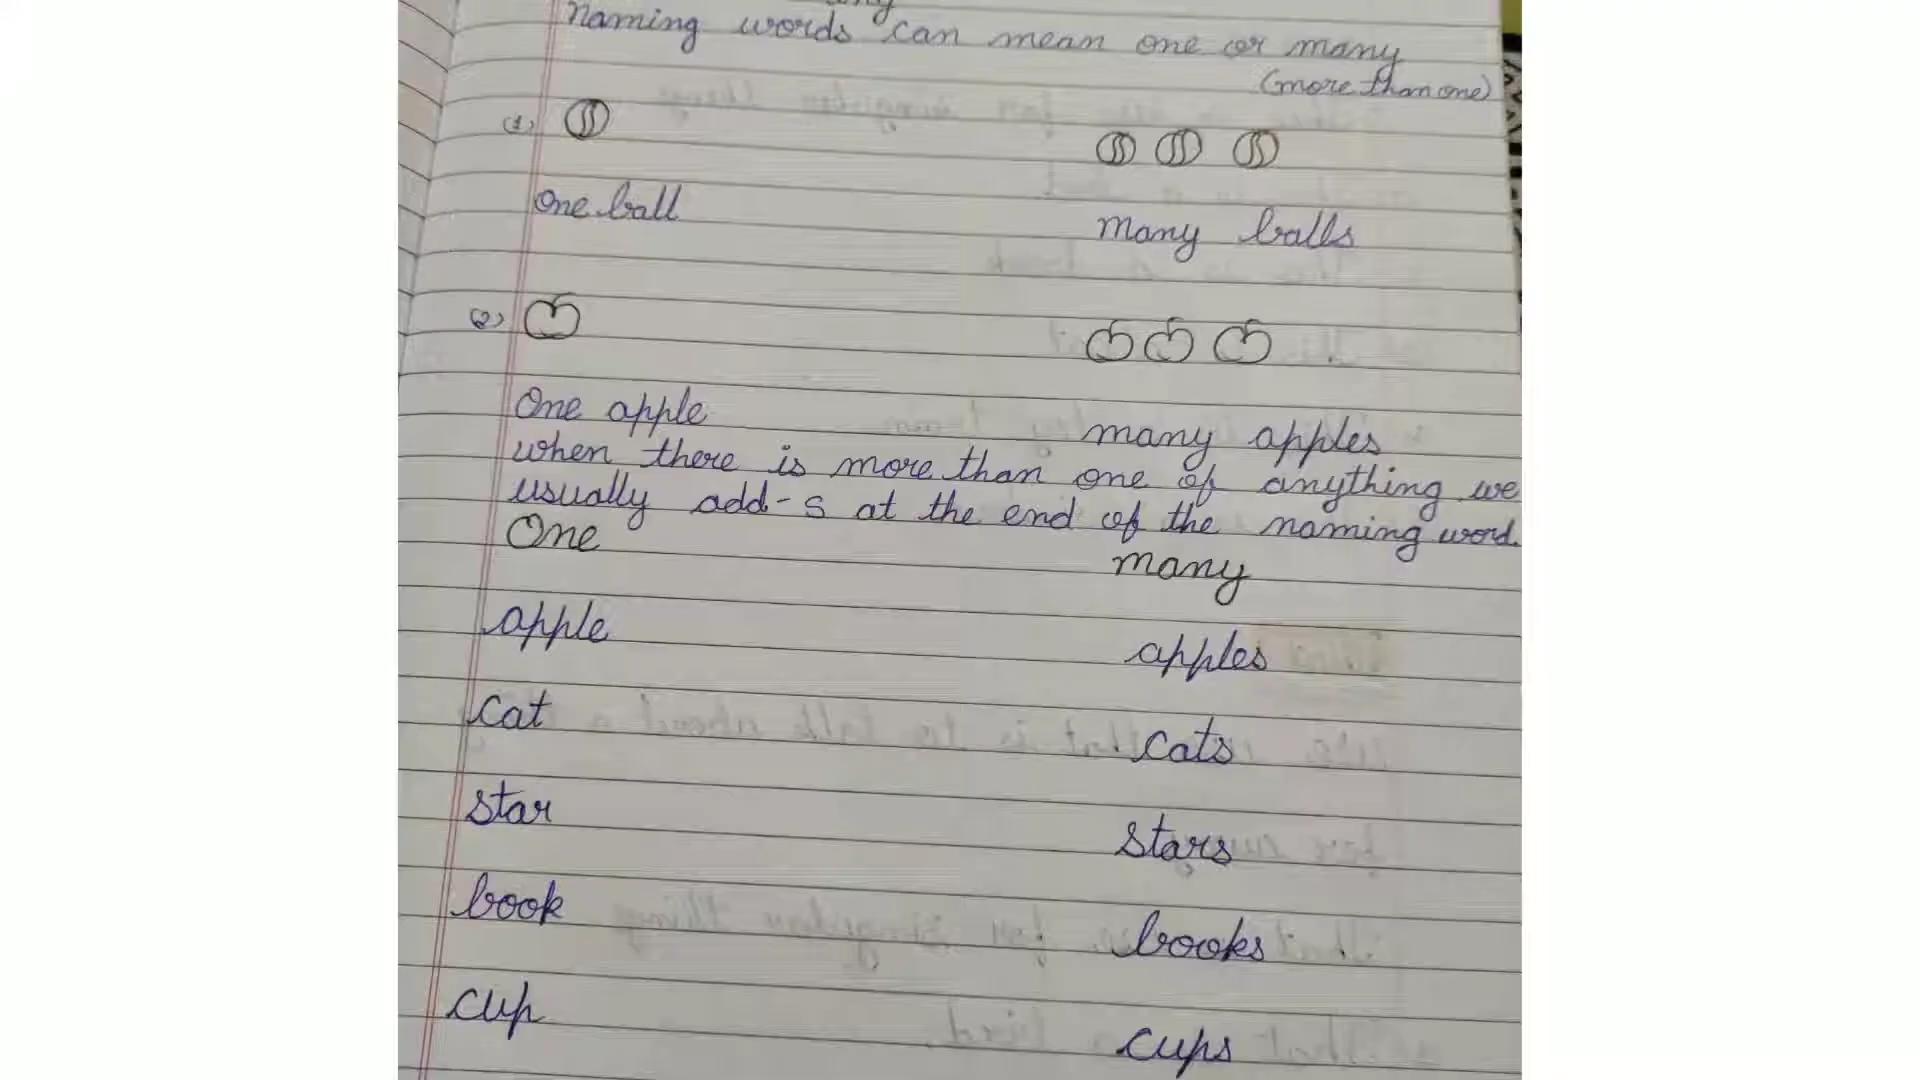 Naming words can mean one or many
(more than one)
(1)
one ball many balls
(2)
One apple many apples
when there is more than one of anything we
usually add-s at the end of the naming word.
One many
apple apples
cat cats
star stars
book books
cup cups